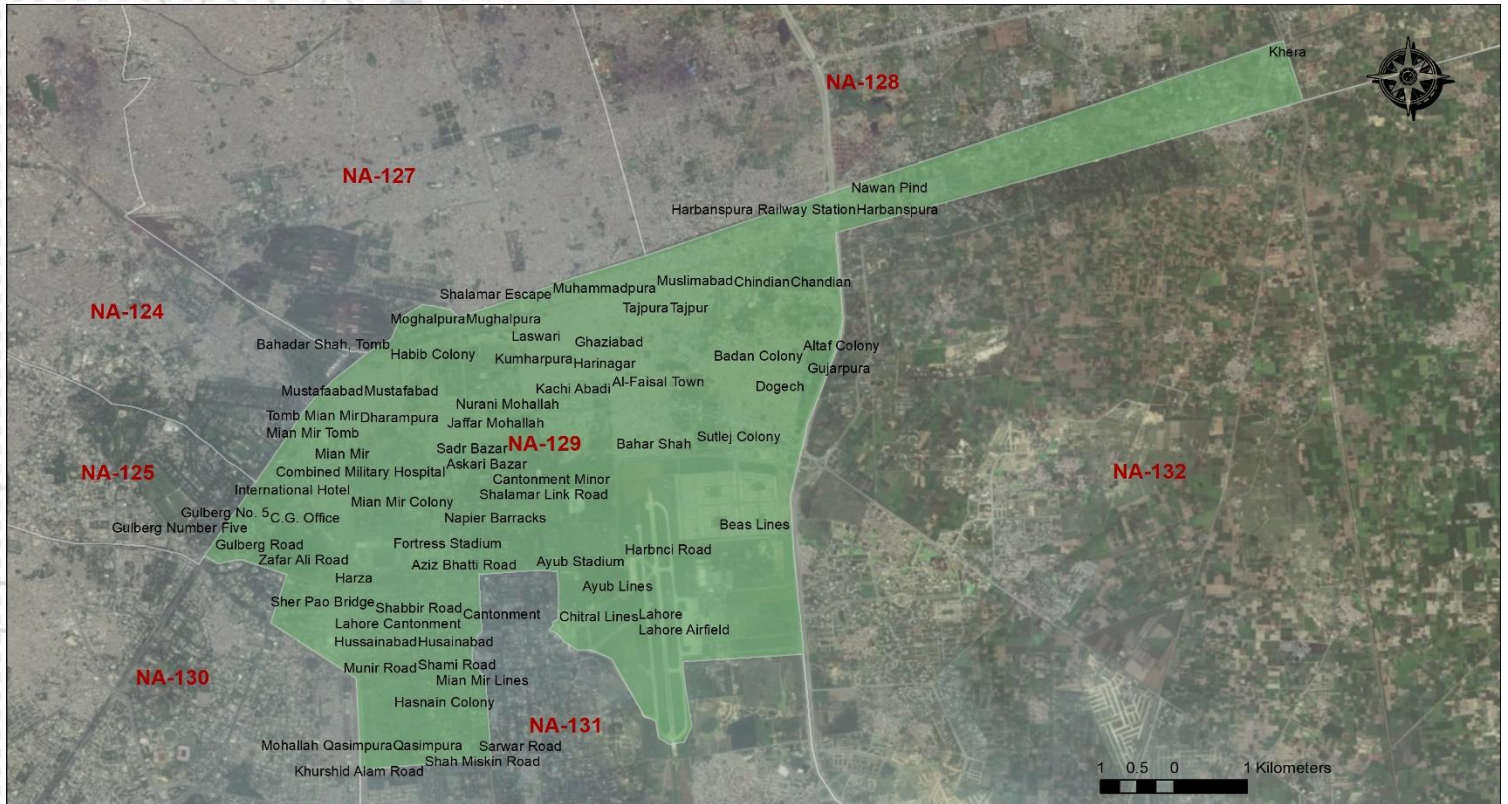 Khera
NA-128
NA-127
Nawan Pind
Harbanspura Railway Station
Harbanspura
Muslimabad
Chindian
Chandian
Muhammadpura
Shalamar Escape
Tajpura
Tajpur
NA-124
Moghalpura
Mughalpura
Laswari
Ghaziabad
Bahadar Shah, Tomb
Altaf Colony
Habib Colony
Kumharpura
Harinagar
Badan Colony
Gujarpura
Al-Faisal Town
Dogech
Mustafaabad
Mustafabad
Kachi Abadi
Nurani Mohallah
Tomb Mian Mir
Dharampura
Jaffar Mohallah
Mian Mir Tomb
Sutlej Colony
NA-129
Bahar Shah
Sadr Bazar
Mian Mir
Askari Bazar
NA-125
Combined Military Hospital
NA-132
Cantonment Minor
International Hotel
Shalamar Link Road
Mian Mir Colony
Gulberg No. 5
C.G. Office
Napier Barracks
Beas Lines
Gulberg Number Five
Gulberg Road
Fortress Stadium
Harbnci Road
Zafar Ali Road
Aziz Bhatti Road
Ayub Stadium
Harza
Ayub Lines
Sher Pao Bridge
Shabbir Road
Cantonment
Chitral Lines
Lahore
Lahore Cantonment
Lahore Airfield
Hussainabad
Husainabad
Munir Road
Shami Road
NA-130
Mian Mir Lines
Hasnain Colony
NA-131
Mohallah Qasimpura
Qasimpura
Sarwar Road
Shah Miskin Road
Khurshid Alam Road
1 0.5 0 1 Kilometers